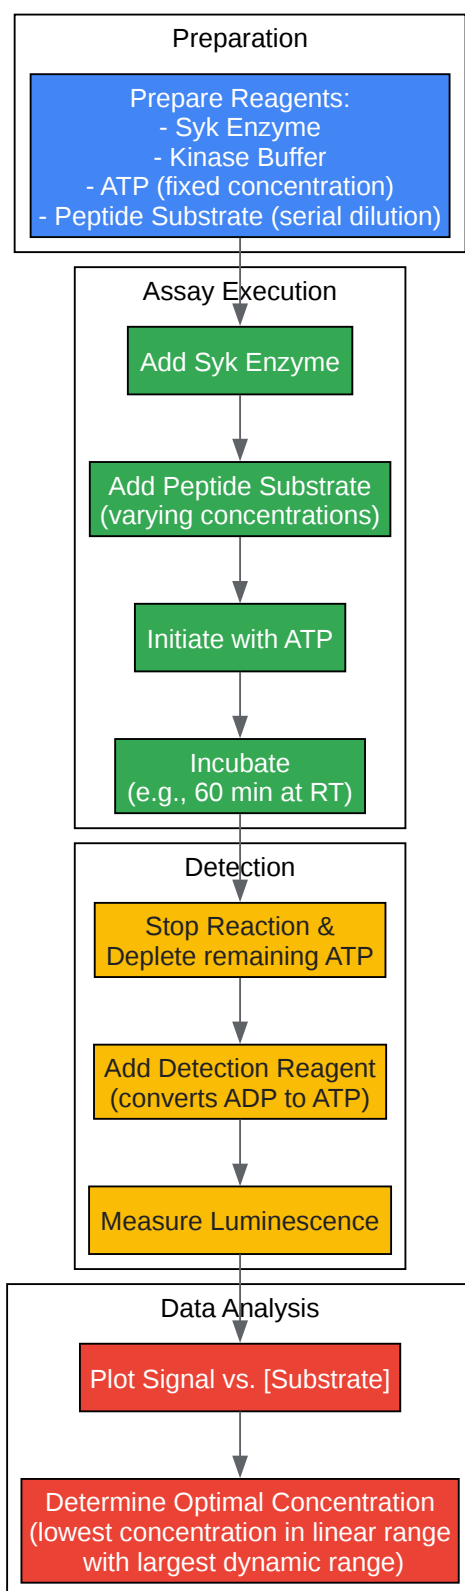 Preparation
Prepare Reagents:
- Syk Enzyme
- Kinase Buffer
- ATP (fixed concentration)
- Peptide Substrate (serial dilution)
Assay Execution
Add Syk Enzyme
Add Peptide Substrate
(varying concentrations)
Initiate with ATP
Incubate
(e.g., 60 min at RT)
Detection
Stop Reaction &
Deplete remaining ATP
Add Detection Reagent
(converts ADP to ATP)
Measure Luminescence
Data Analysis
Plot Signal vs. [Substrate]
Determine Optimal Concentration
(lowest concentration in linear range
with largest dynamic range)